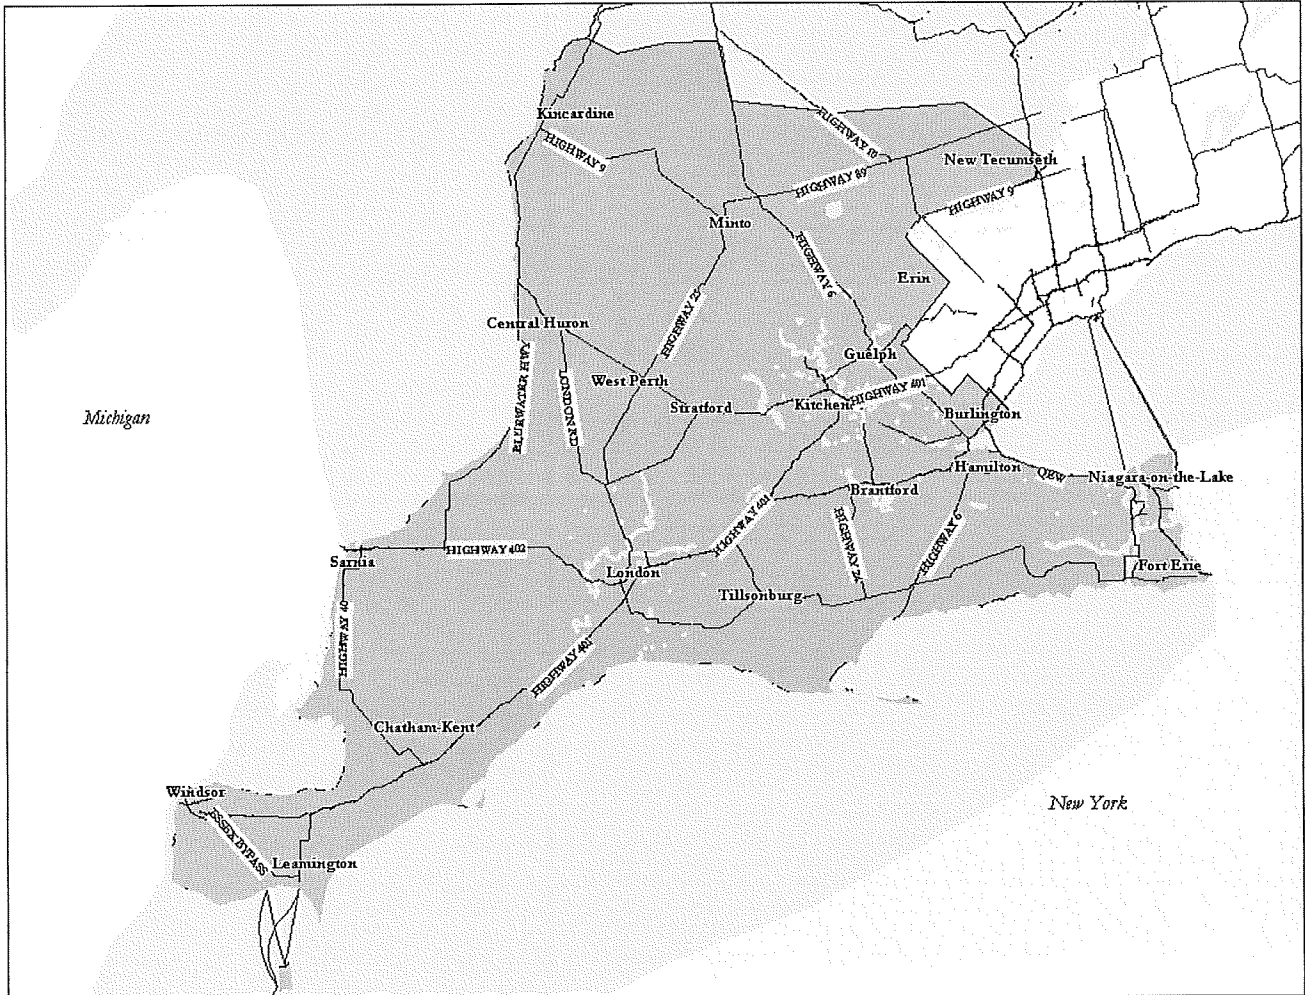 Kincardine
HIGHWAY 9
HIGHWAY 10
New Tecumseth
HIGHWAY 89
HIGHWAY 9
Minto
HIGHWAY 6
Erin
HIGHWAY 23
Central Huron
Guelph
BLUEWATER HWY
LONDON RD
West Perth
Stratford
Kitchen
HIGHWAY 401
Burlington
Michigan
Hamilton
QEW
Niagara-on-the-Lake
Brantford
HIGHWAY 401
HIGHWAY 24
HIGHWAY 6
HIGHWAY 402
Sarnia
London
Tillsonburg
Fort Erie
HIGHWAY 40
HIGHWAY 401
Chatham-Kent
Windsor
New York
ESSEX BYPASS
Leamington